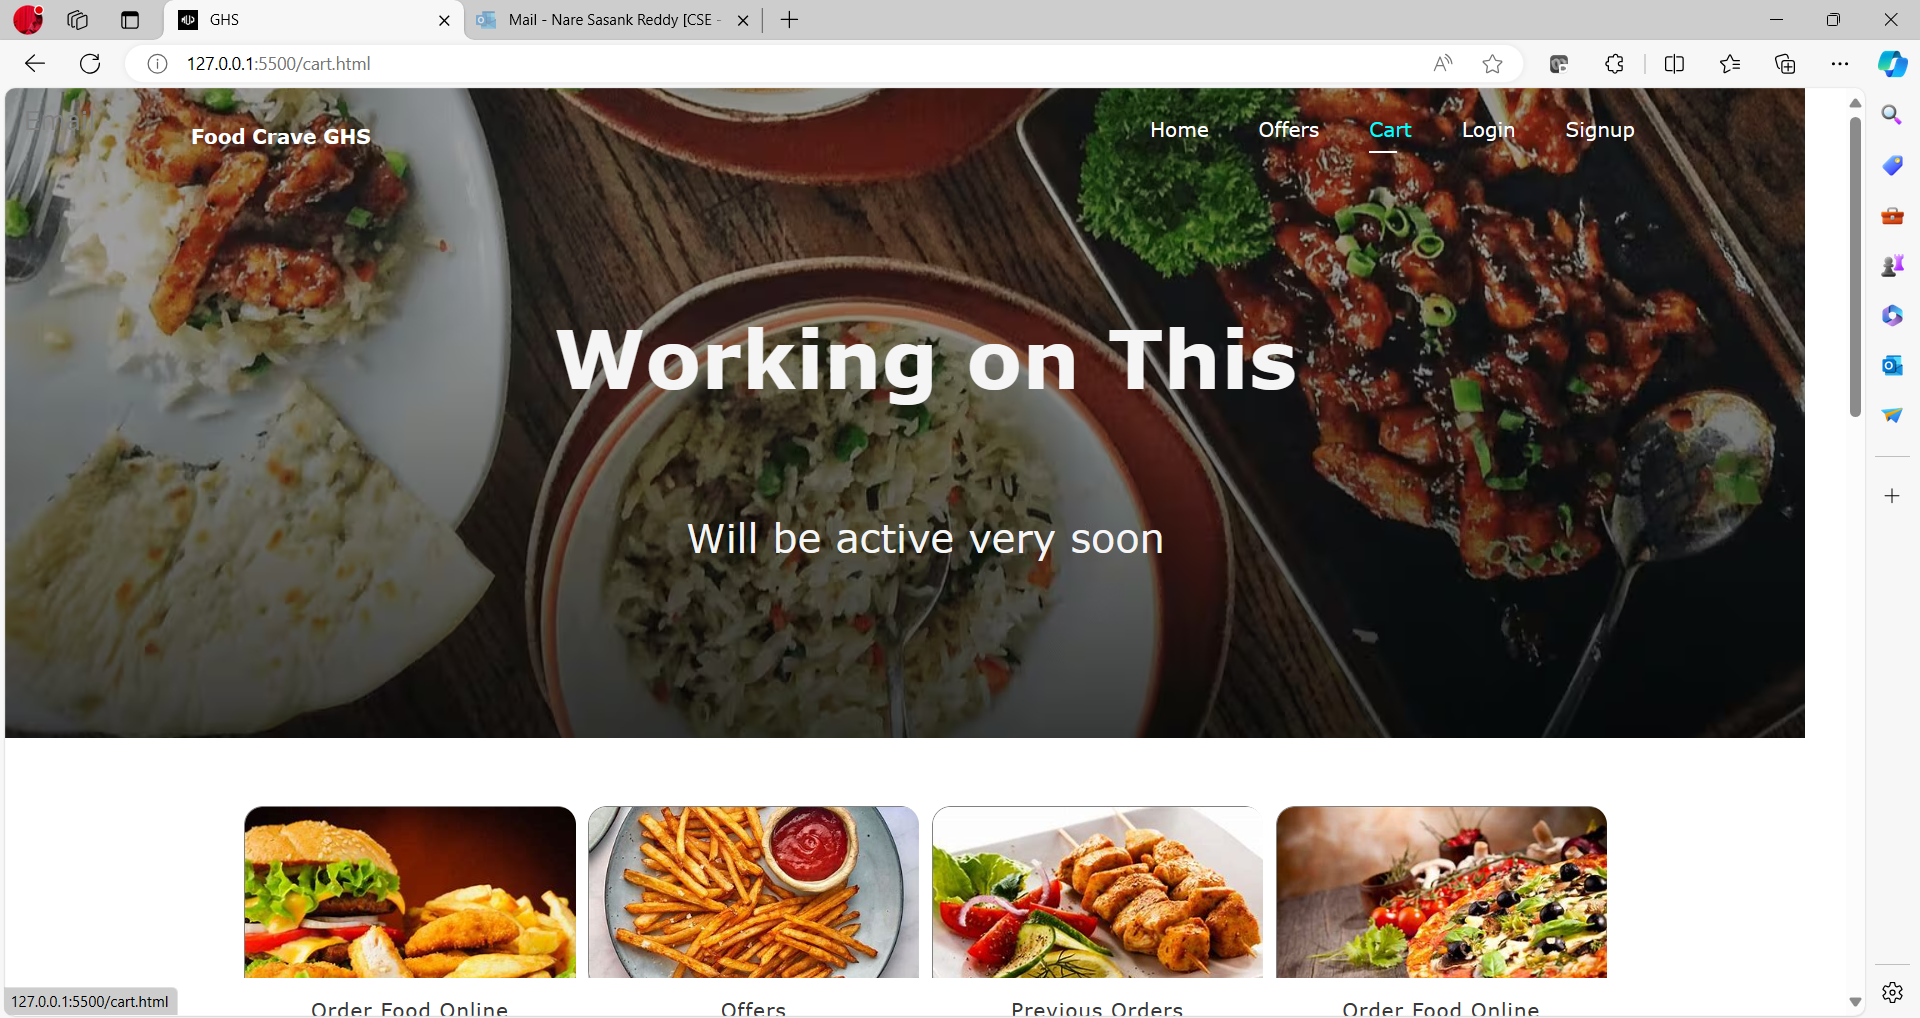 GHS
Mail - Nare Sasank Reddy [CSE -
127.0.0.1:5500/cart.html
Email
Food Crave GHS
Home
Offers
Cart
Login
Signup
Working on This
Will be active very soon
Order Food Online
Offers
Previous Orders
Order Food Online
127.0.0.1:5500/cart.html